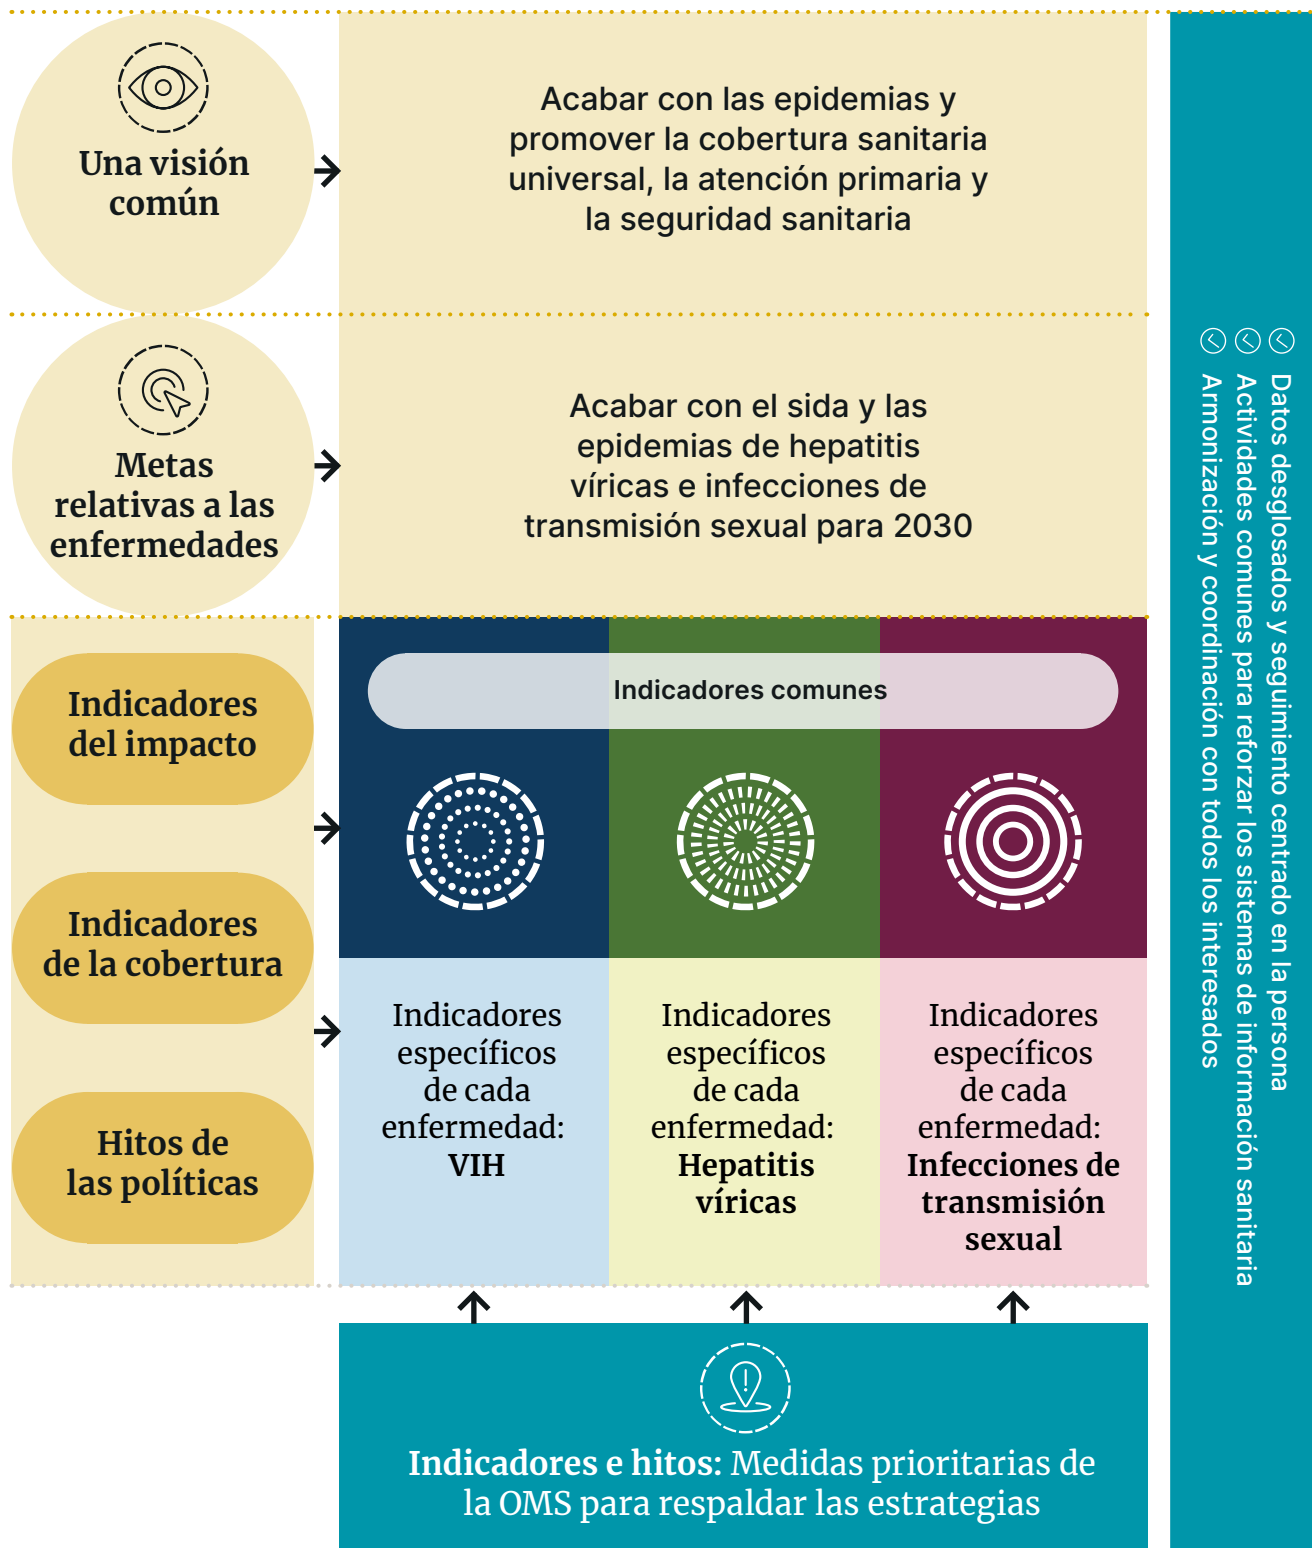 Una visión
común
Acabar con las epidemias y
promover la cobertura sanitaria
universal, la atención primaria y
la seguridad sanitaria
Metas
relativas a las
enfermedades
Acabar con el sida y las
epidemias de hepatitis
víricas e infecciones de
transmisión sexual para 2030
Indicadores
del impacto
Indicadores
de la cobertura
Hitos de
las políticas
Indicadores comunes
Indicadores
específicos
de cada
enfermedad:
VIH
Indicadores
específicos
de cada
enfermedad:
Hepatitis
víricas
Indicadores
específicos
de cada
enfermedad:
Infecciones de
transmisión
sexual
Indicadores e hitos: Medidas prioritarias de
la OMS para respaldar las estrategias
Datos desglosados y seguimiento centrado en la persona
Actividades comunes para reforzar los sistemas de información sanitaria
Armonización y coordinación con todos los interesados